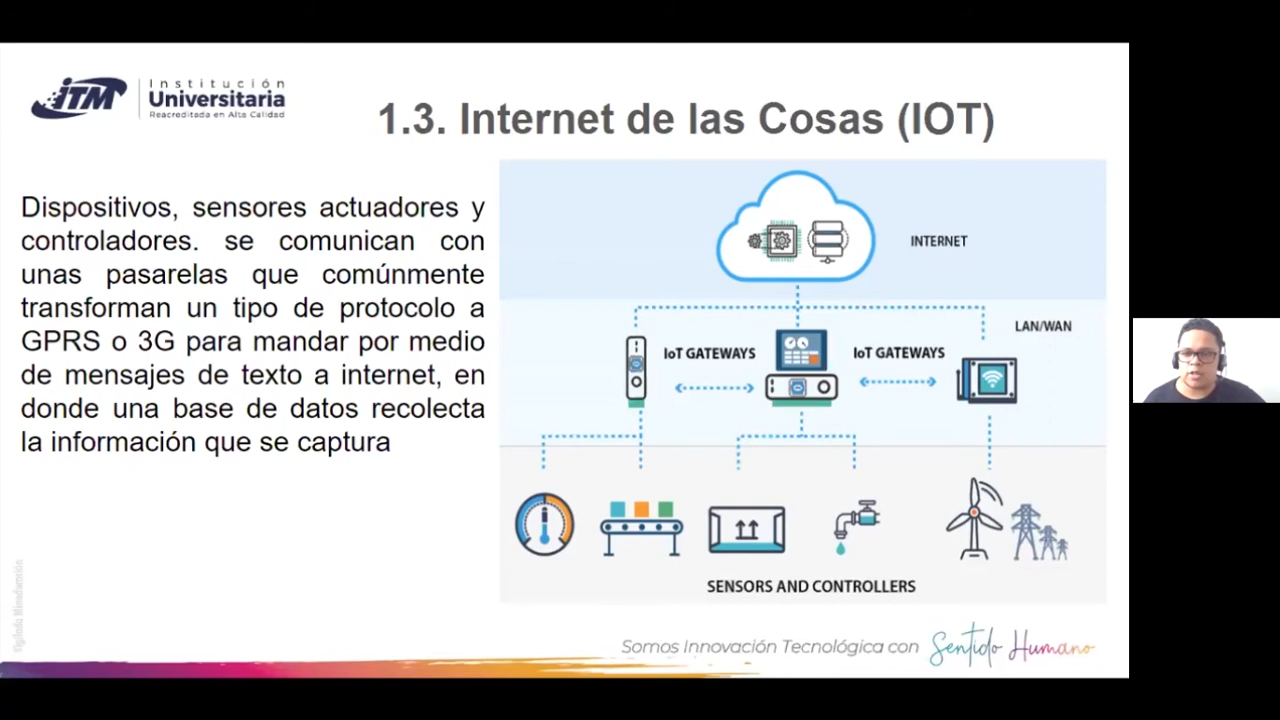 iTM
Institución
Universitaria
Reacreditada en Alta Calidad
1.3. Internet de las Cosas (IOT)
Dispositivos, sensores actuadores y
controladores. se comunican con
unas pasarelas que comúnmente
transforman un tipo de protocolo a
GPRS o 3G para mandar por medio
de mensajes de texto a internet, en
donde una base de datos recolecta
la información que se captura
INTERNET
LAN/WAN
IoT GATEWAYS
IoT GATEWAYS
SENSORS AND CONTROLLERS
Vigilada Mineducación
Somos Innovación Tecnológica con
Sentido Humano